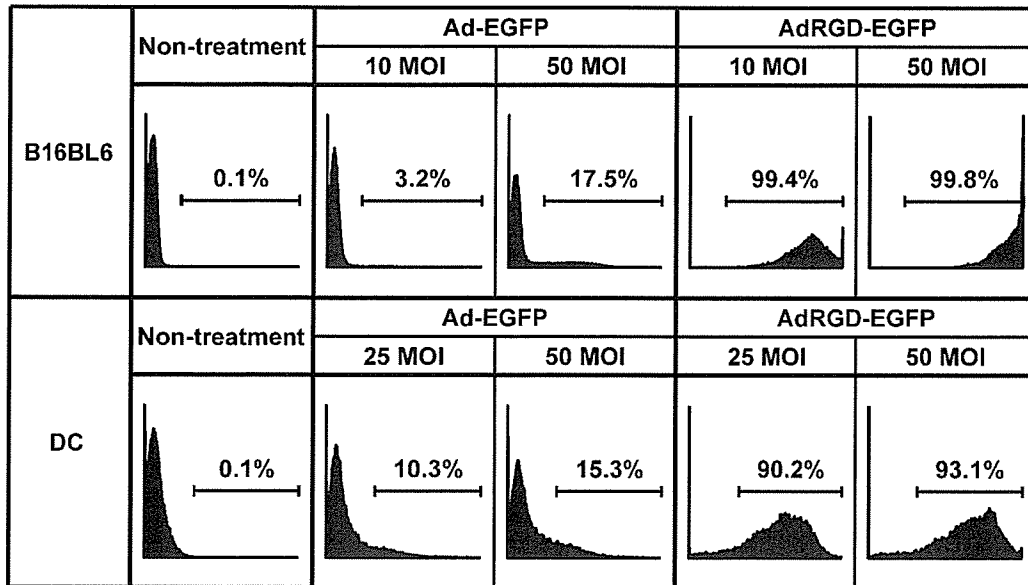 Non-treatment Ad-EGFP AdRGD-EGFP
10 MOI 50 MOI 10 MOI 50 MOI
B16BL6
0.1% 3.2% 17.5% 99.4% 99.8%
Non-treatment Ad-EGFP AdRGD-EGFP
25 MOI 50 MOI 25 MOI 50 MOI
DC
0.1% 10.3% 15.3% 90.2% 93.1%